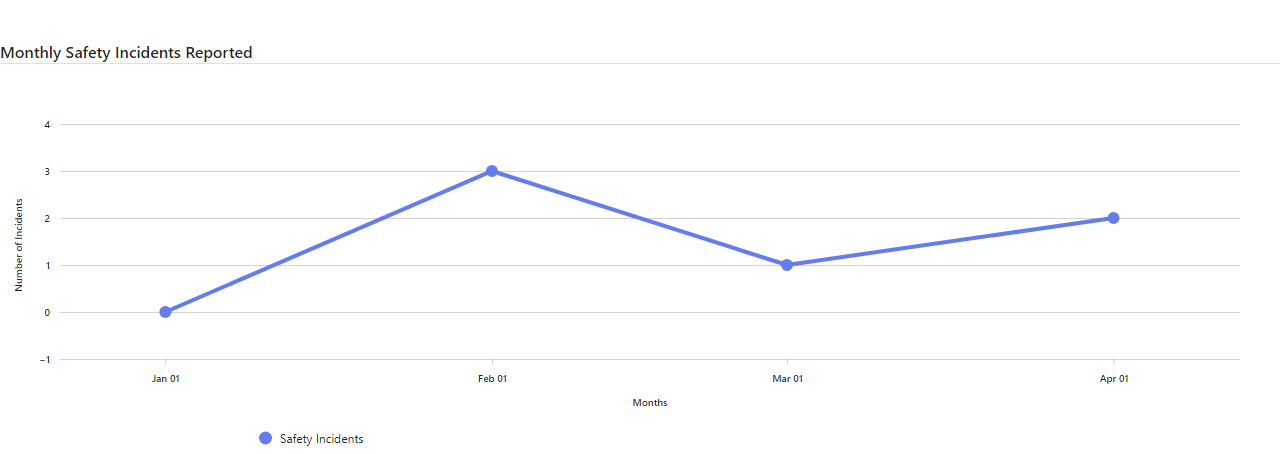 Monthly Safety Incidents Reported
4
3
2
1
0
−1
Number of Incidents
Jan 01 Feb 01 Mar 01 Apr 01
Months
Safety Incidents